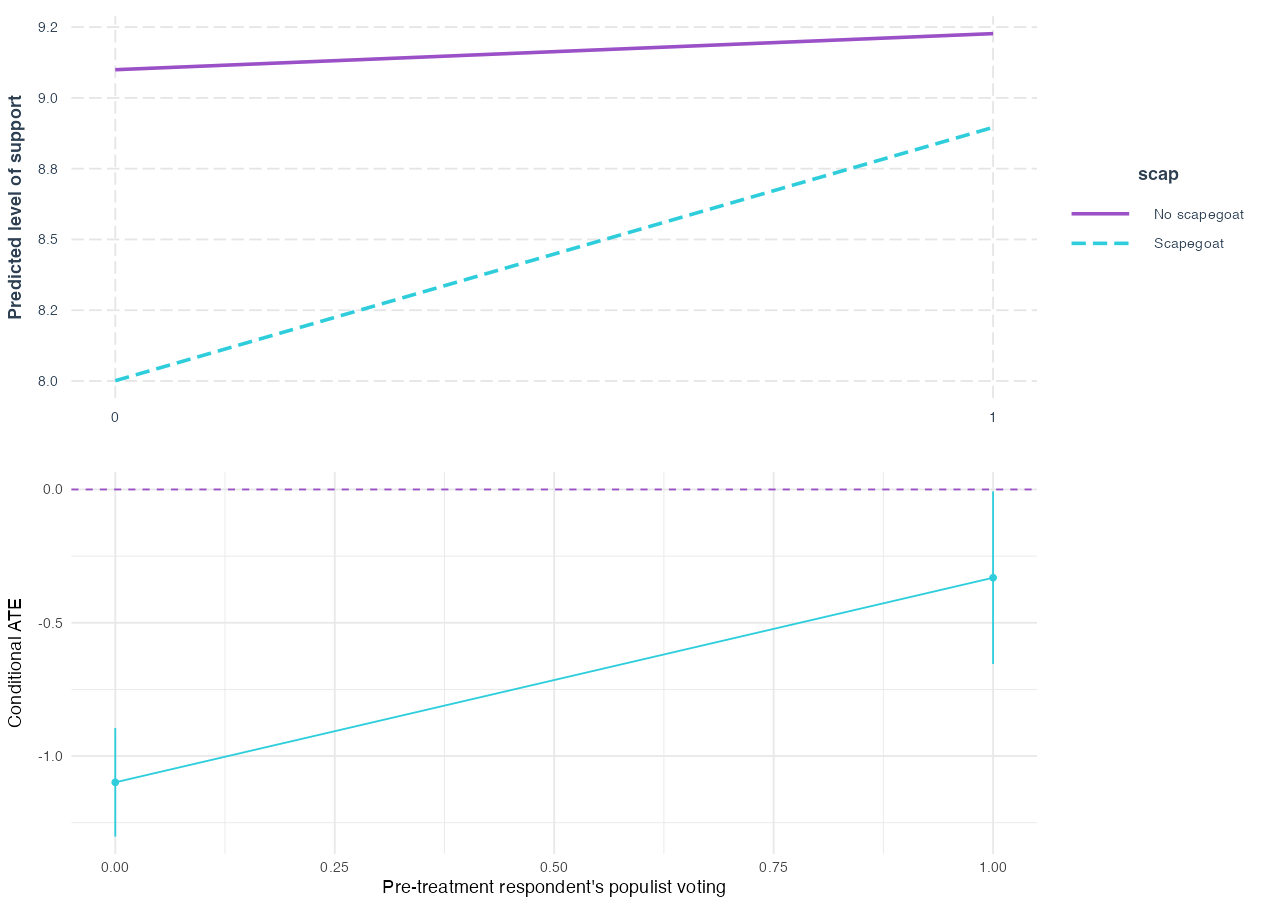 Predicted level of support
9.2
9.0
8.8
8.5
8.2
8.0
0
1
scap
No scapegoat
Scapegoat
Conditional ATE
0.0
-0.5
-1.0
0.00
0.25
0.50
0.75
1.00
Pre-treatment respondent's populist voting